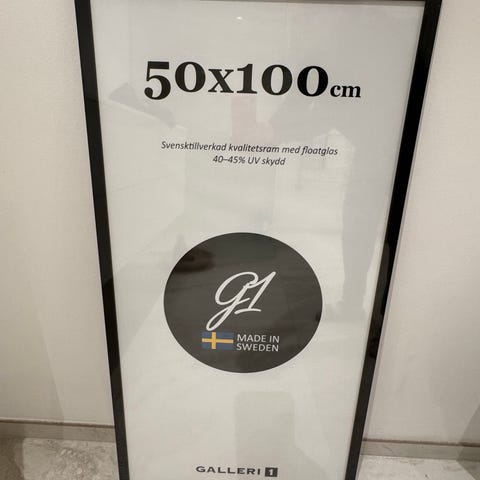 50x100cm
Svensktillverkad kvalitetsram med floatglas
40–45% UV skydd
g1
MADE IN
SWEDEN
GALLERI 1